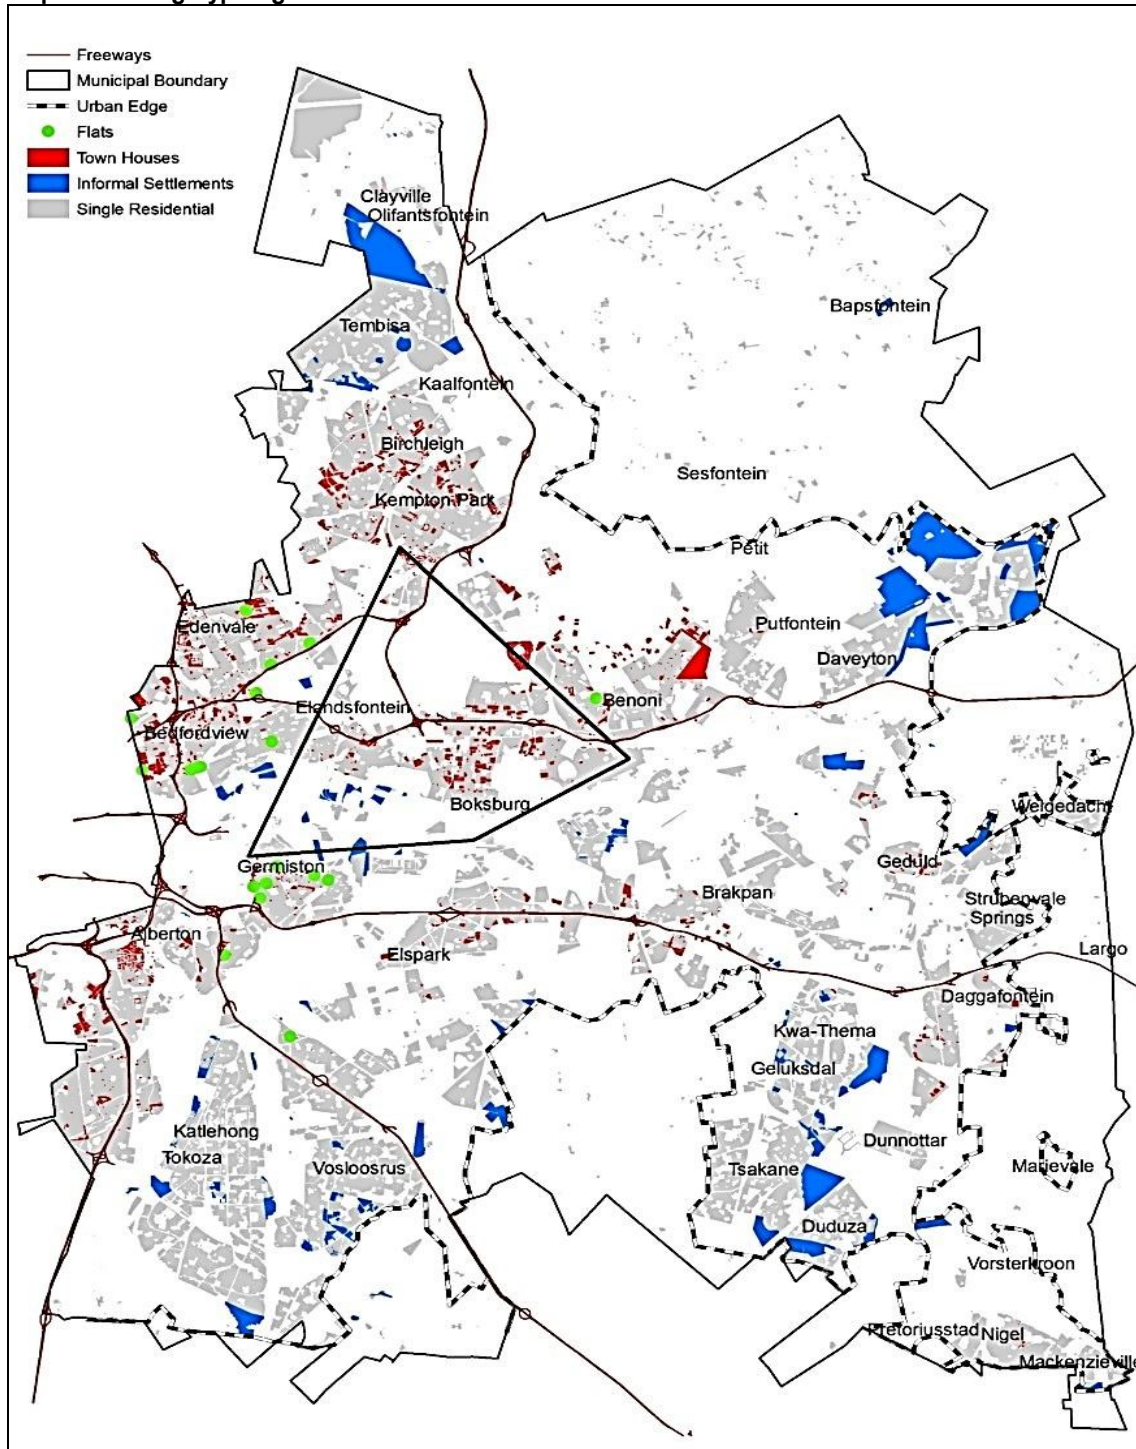 Freeways
Municipal Boundary
Urban Edge
Flats
Town Houses
Informal Settlements
Single Residential
Clayville
Olifantsfontein
Bapsfontein
Tembisa
Kaalfontein
Birchleigh
Sesfontein
Kempton Park
Petit
Edenvale
Putfontein
Daveyton
Benoni
Elandsfontein
Bedfordview
Boksburg
Welgedacht
Germiston
Geduld
Brakpan
Strubenvale
Springs
Alberton
Largo
Elspark
Daggafontein
Kwa-Thema
Geluksdal
Katlehong
Dunnottar
Tokoza
Vosloosrus
Tsakane
Marievale
Duduza
Vorsterkroon
Pretoriusstad
Nigel
Mackenzieville